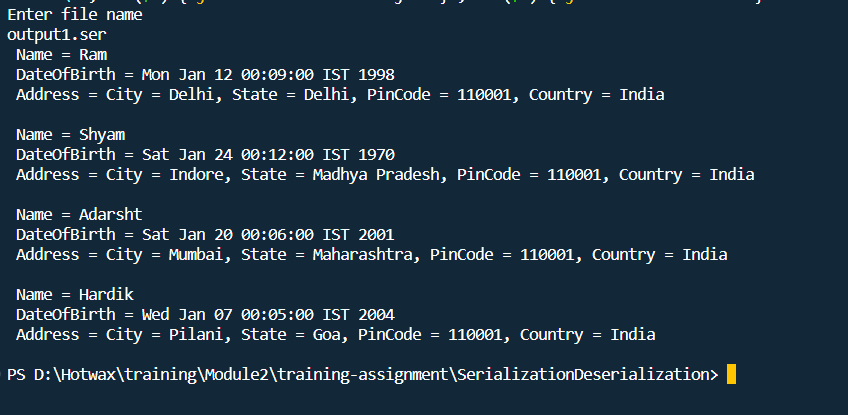 Enter file name
output1.ser
Name = Ram
DateOfBirth = Mon Jan 12 00:09:00 IST 1998
Address = City = Delhi, State = Delhi, PinCode = 110001, Country = India
Name = Shyam
DateOfBirth = Sat Jan 24 00:12:00 IST 1970
Address = City = Indore, State = Madhya Pradesh, PinCode = 110001, Country = India
Name = Adarsht
DateOfBirth = Sat Jan 20 00:06:00 IST 2001
Address = City = Mumbai, State = Maharashtra, PinCode = 110001, Country = India
Name = Hardik
DateOfBirth = Wed Jan 07 00:05:00 IST 2004
Address = City = Pilani, State = Goa, PinCode = 110001, Country = India
PS D:\Hotwax\training\Module2\training-assignment\SerializationDeserialization>